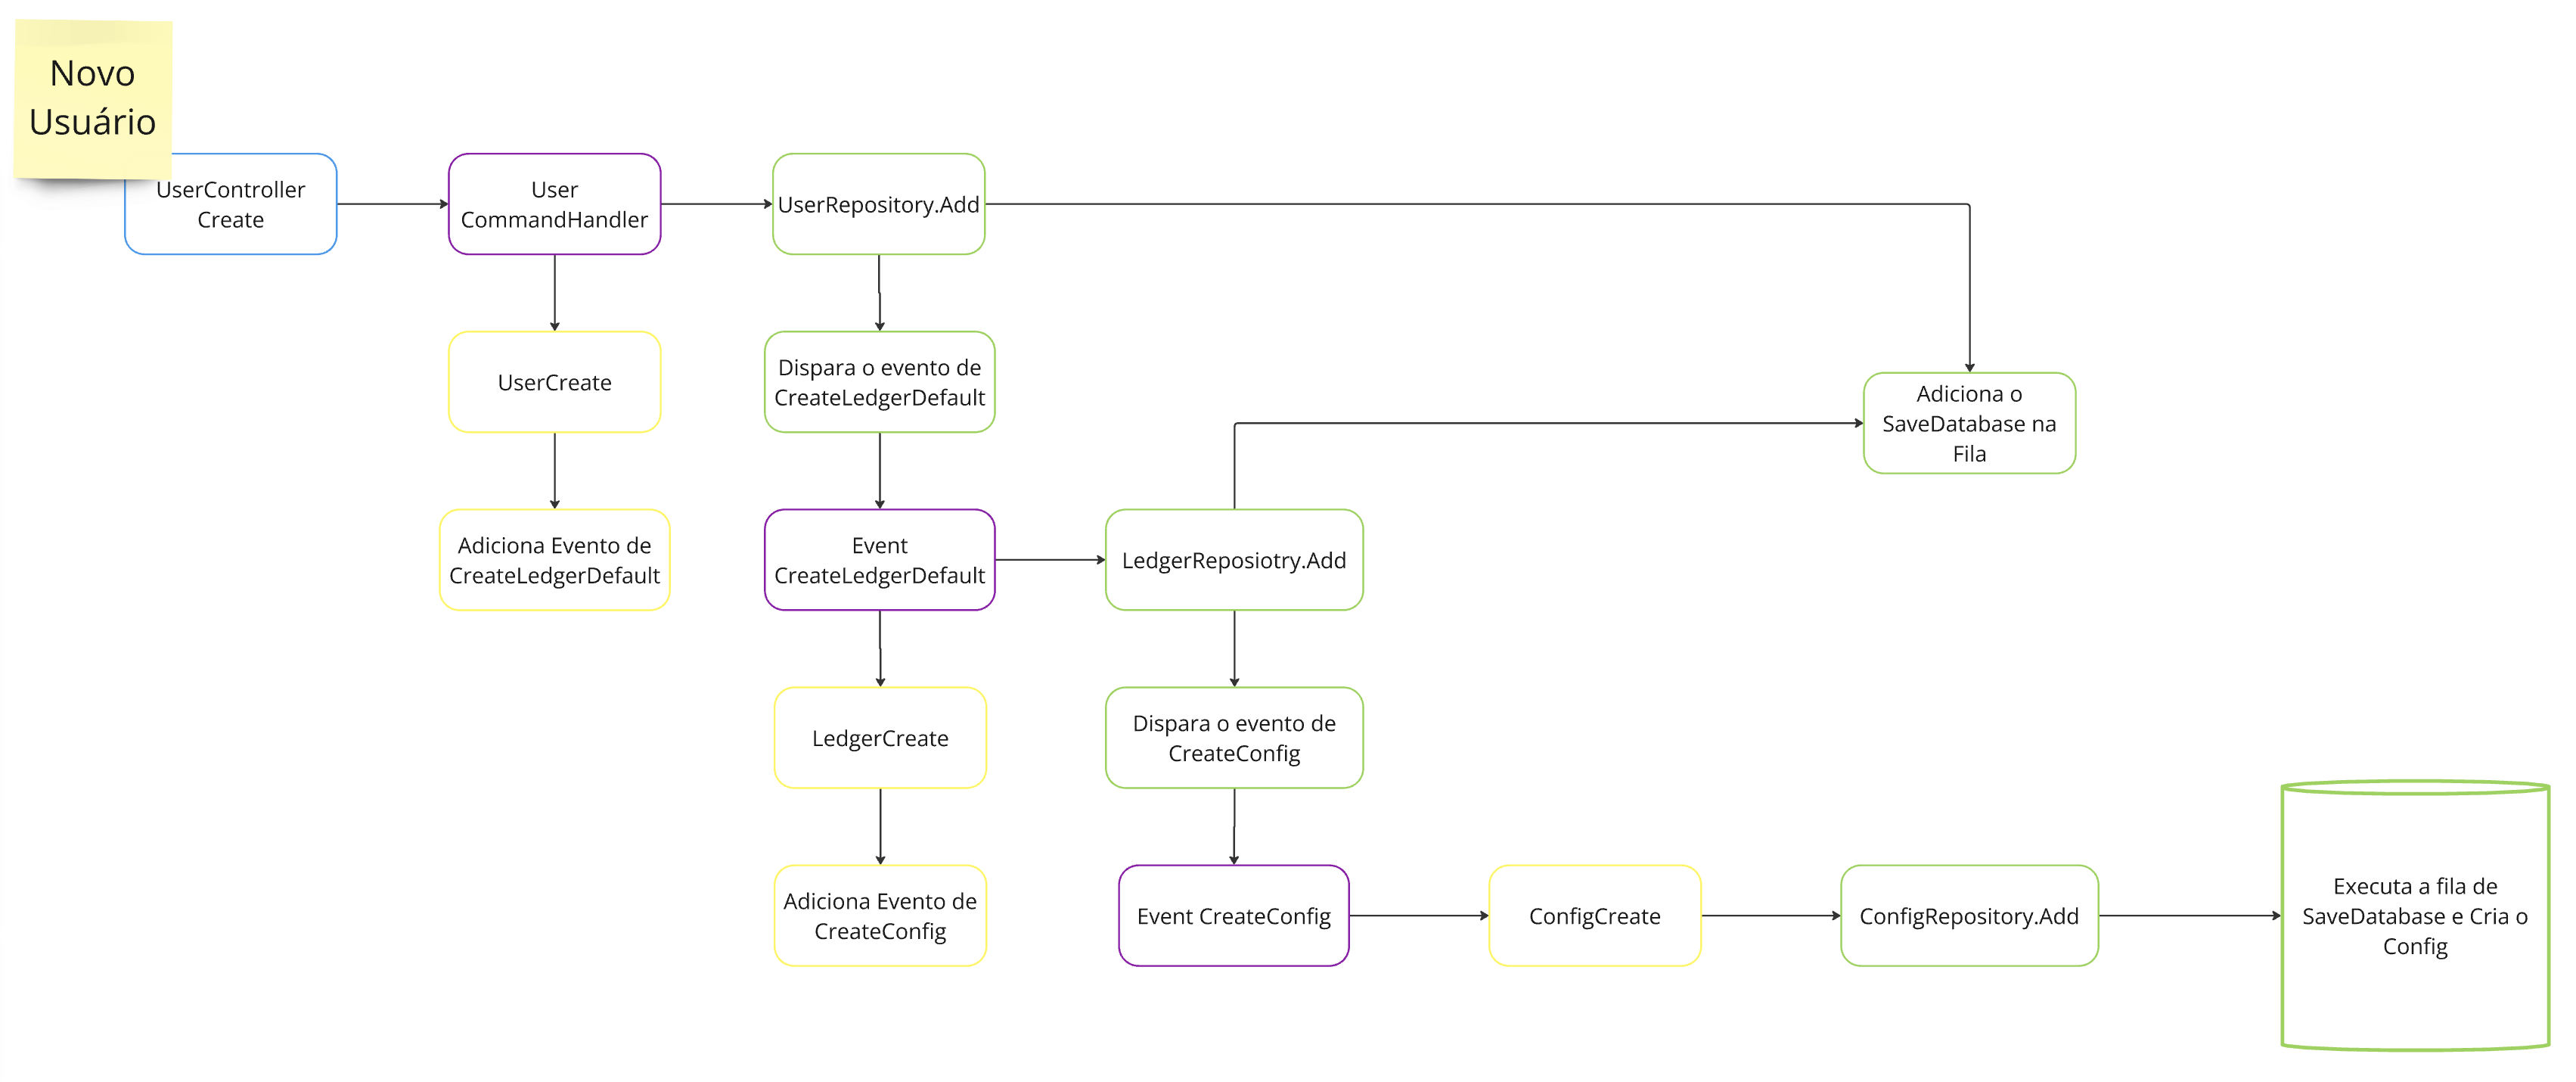 Novo
Usuário
UserController
Create
User
CommandHandler
UserRepository.Add
UserCreate
Dispara o evento de
CreateLedgerDefault
Adiciona o
SaveDatabase na
Fila
Adiciona Evento de
CreateLedgerDefault
Event
CreateLedgerDefault
LedgerReposiotry.Add
LedgerCreate
Dispara o evento de
CreateConfig
Adiciona Evento de
CreateConfig
Event CreateConfig
ConfigCreate
ConfigRepository.Add
Executa a fila de
SaveDatabase e Cria o
Config